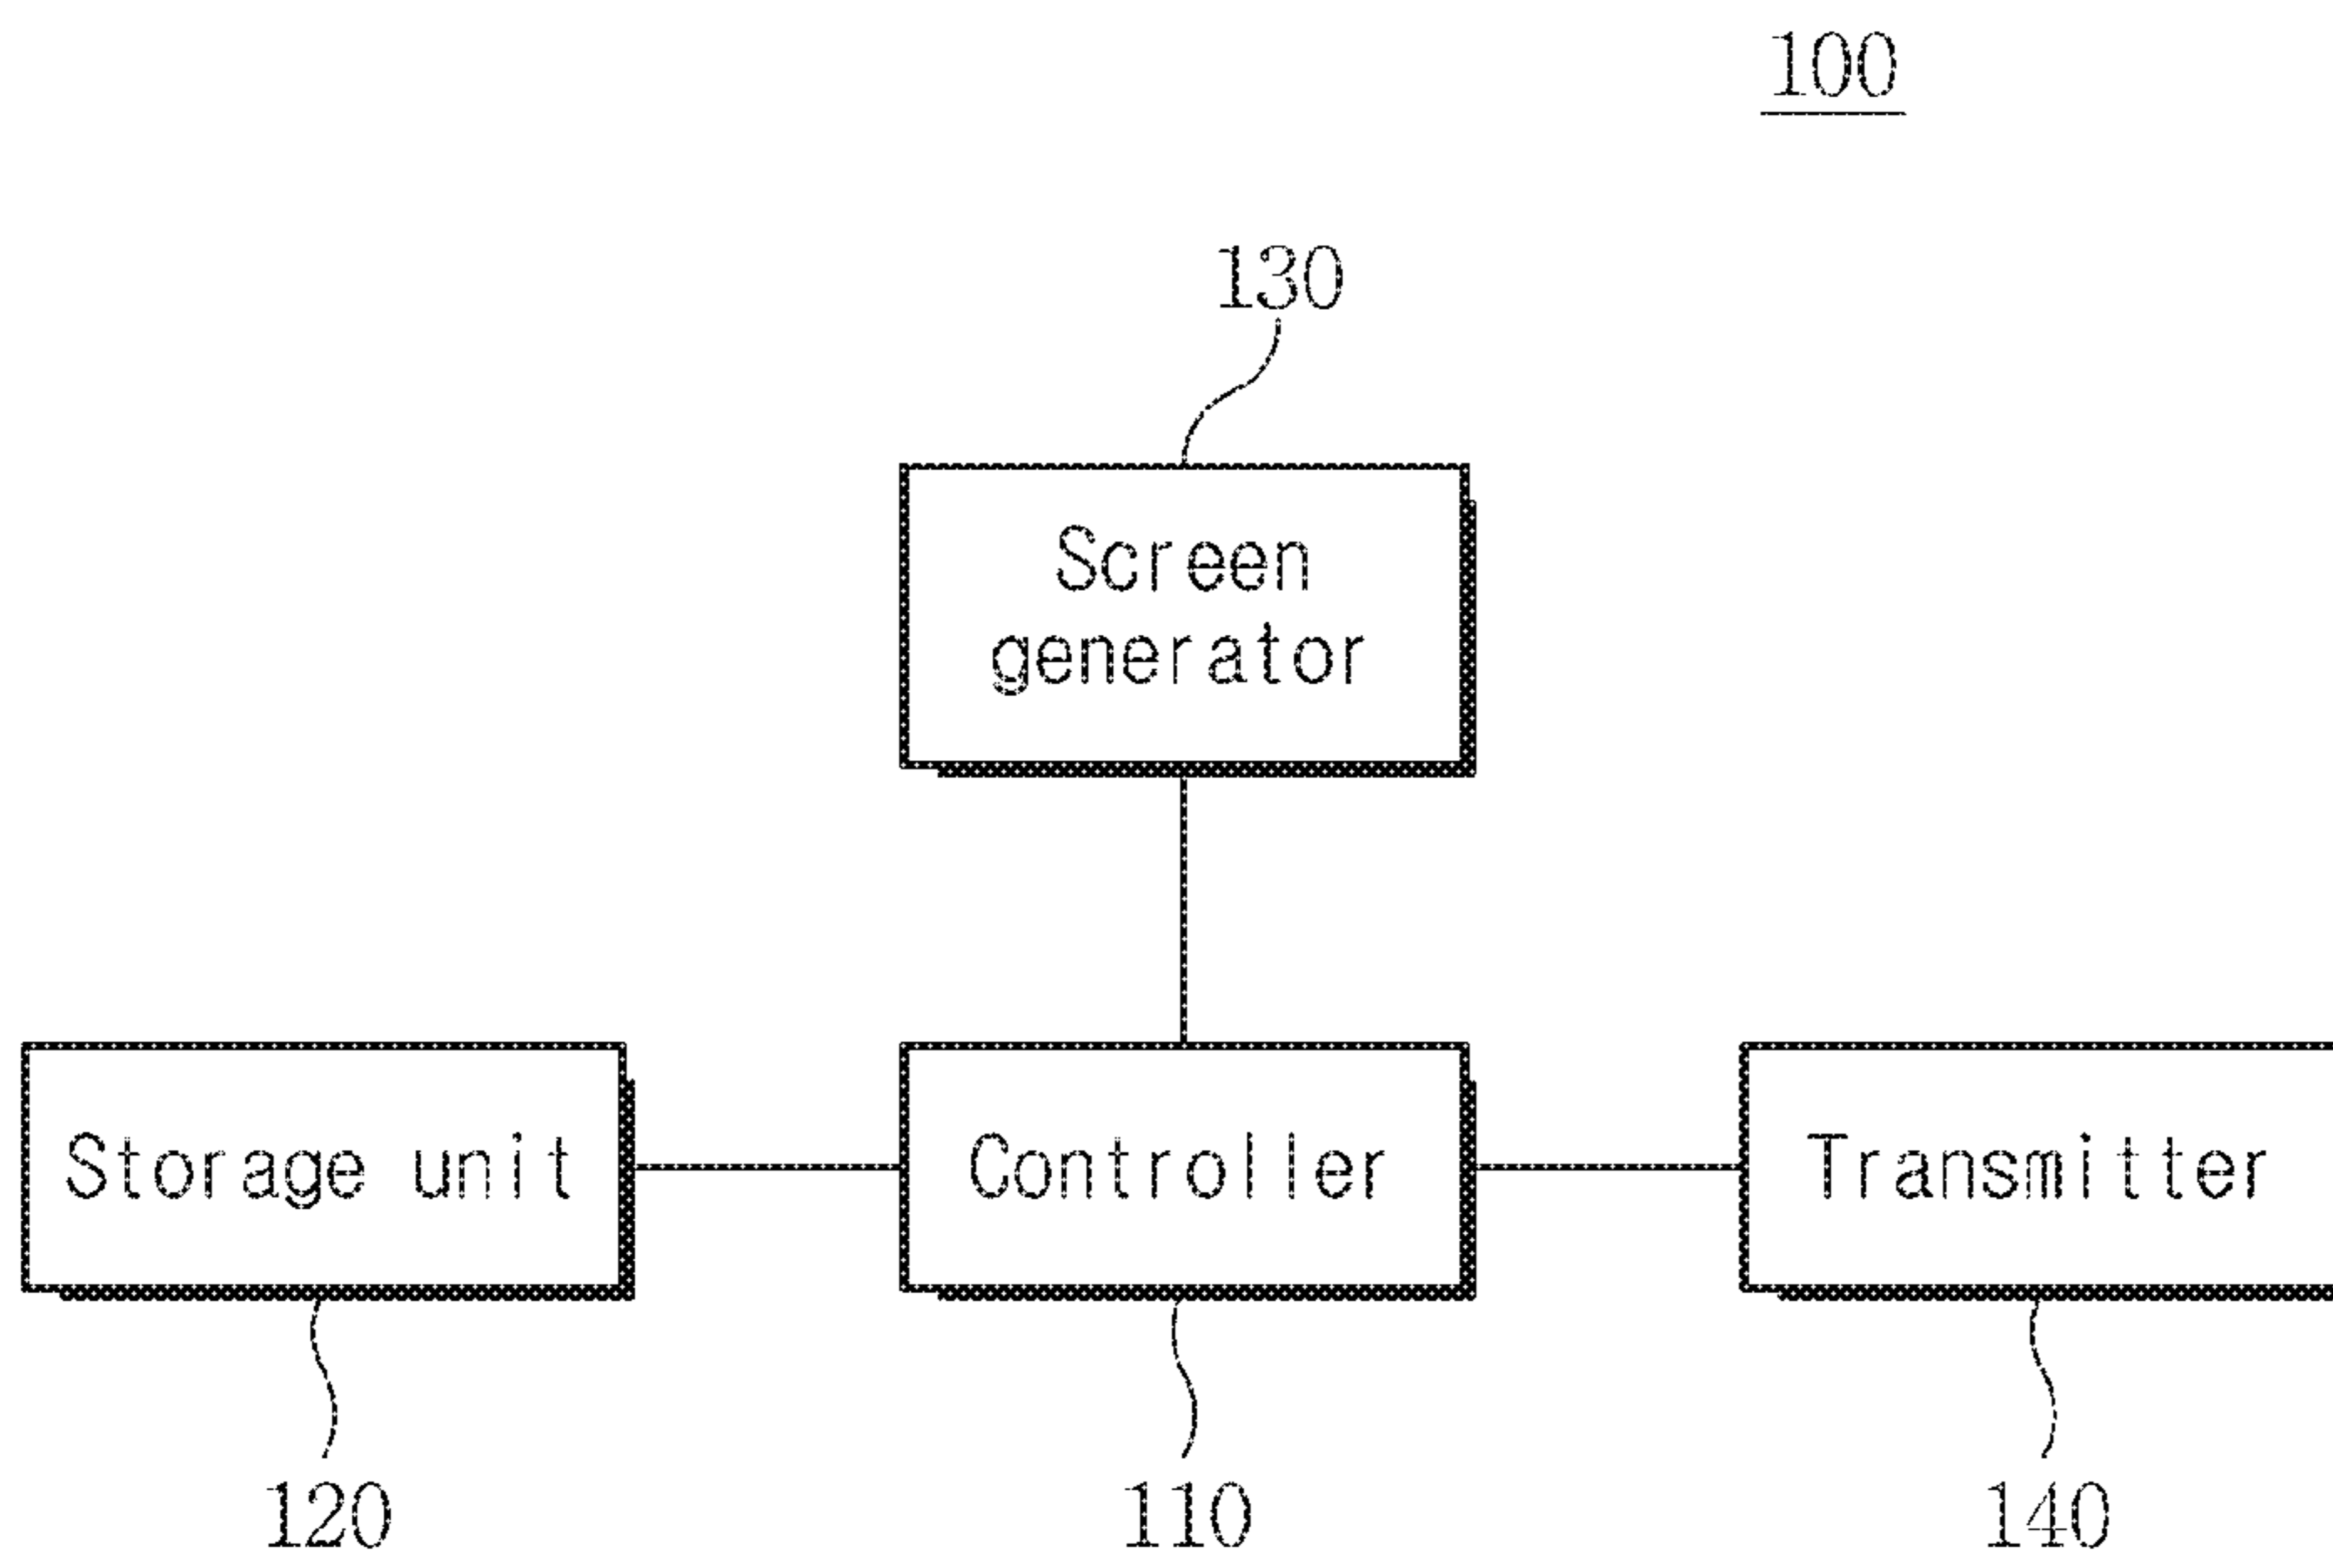 100
130
Screen
generator
Storage unit
Controller
Transmitter
120
110
140